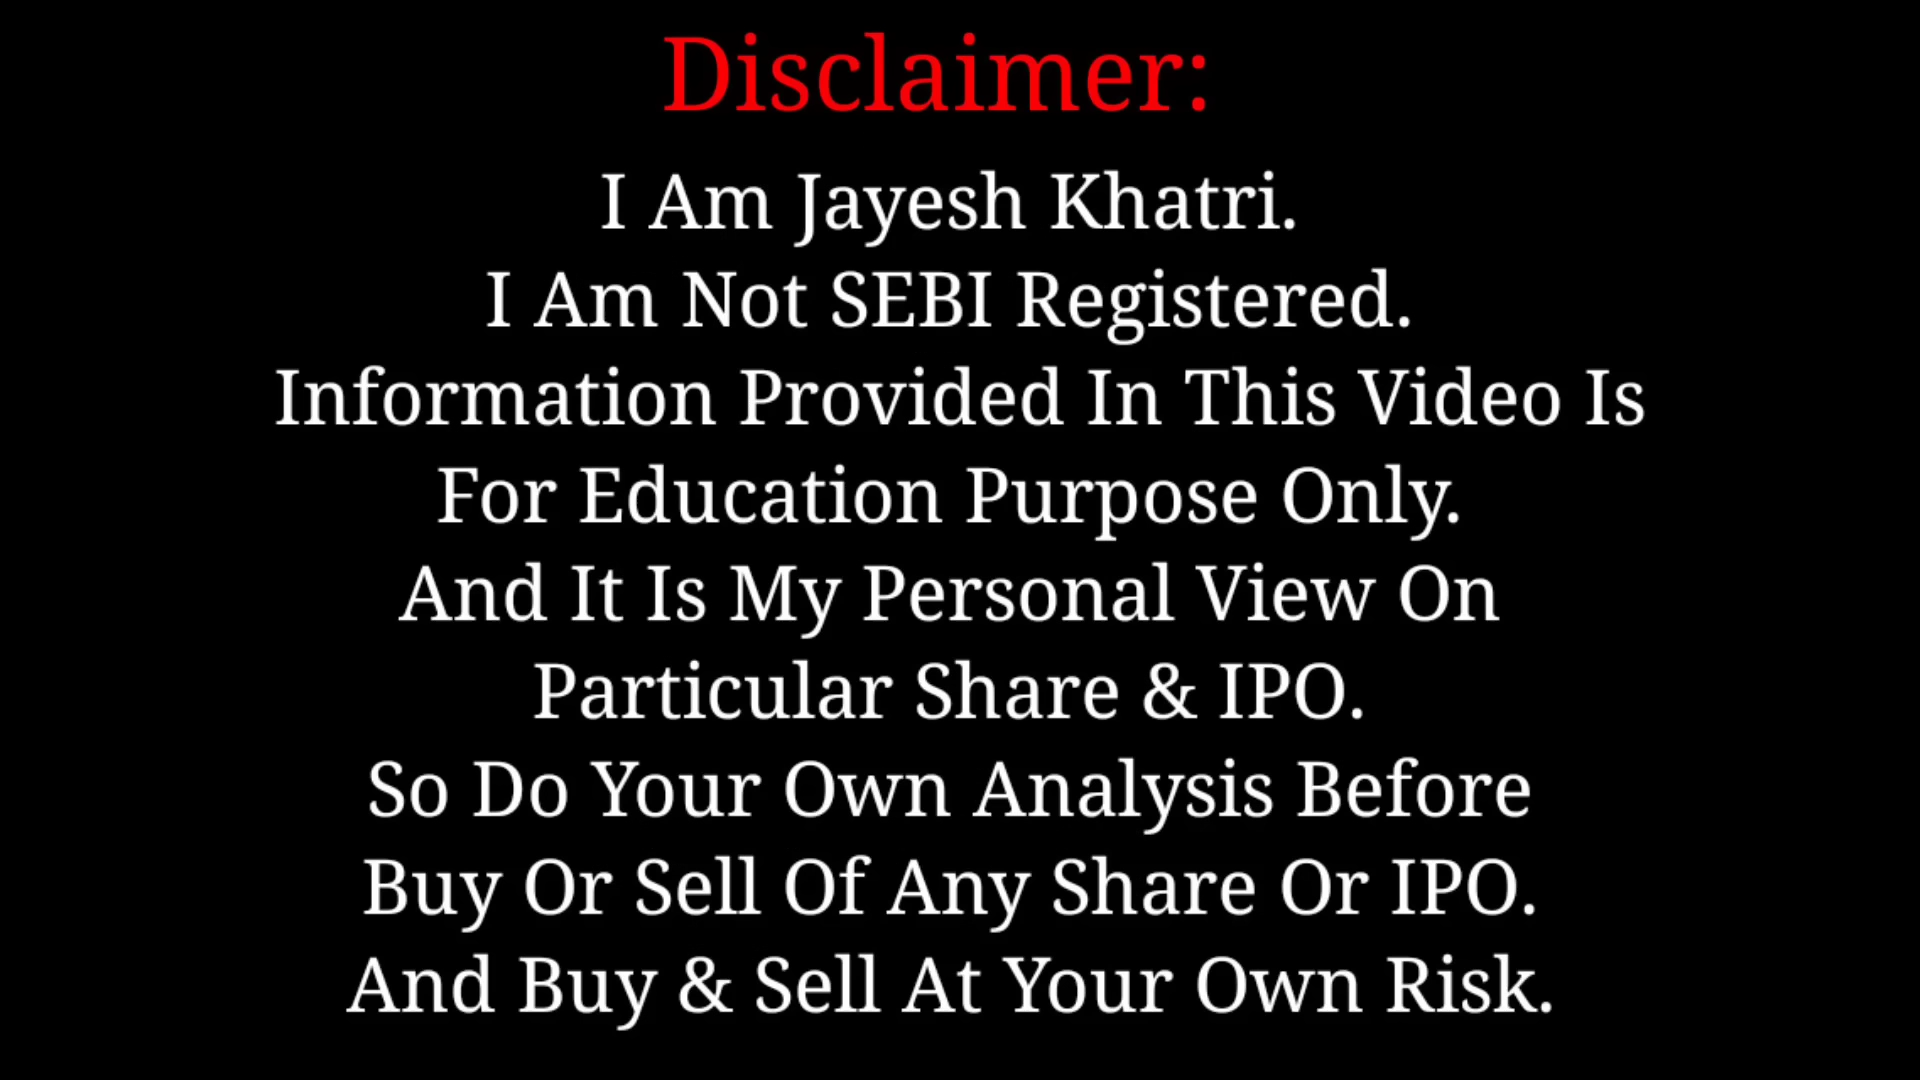 Disclaimer:
I Am Jayesh Khatri.
I Am Not SEBI Registered.
Information Provided In This Video Is
For Education Purpose Only.
And It Is My Personal View On
Particular Share & IPO.
So Do Your Own Analysis Before
Buy Or Sell Of Any Share Or IPO.
And Buy & Sell At Your Own Risk.